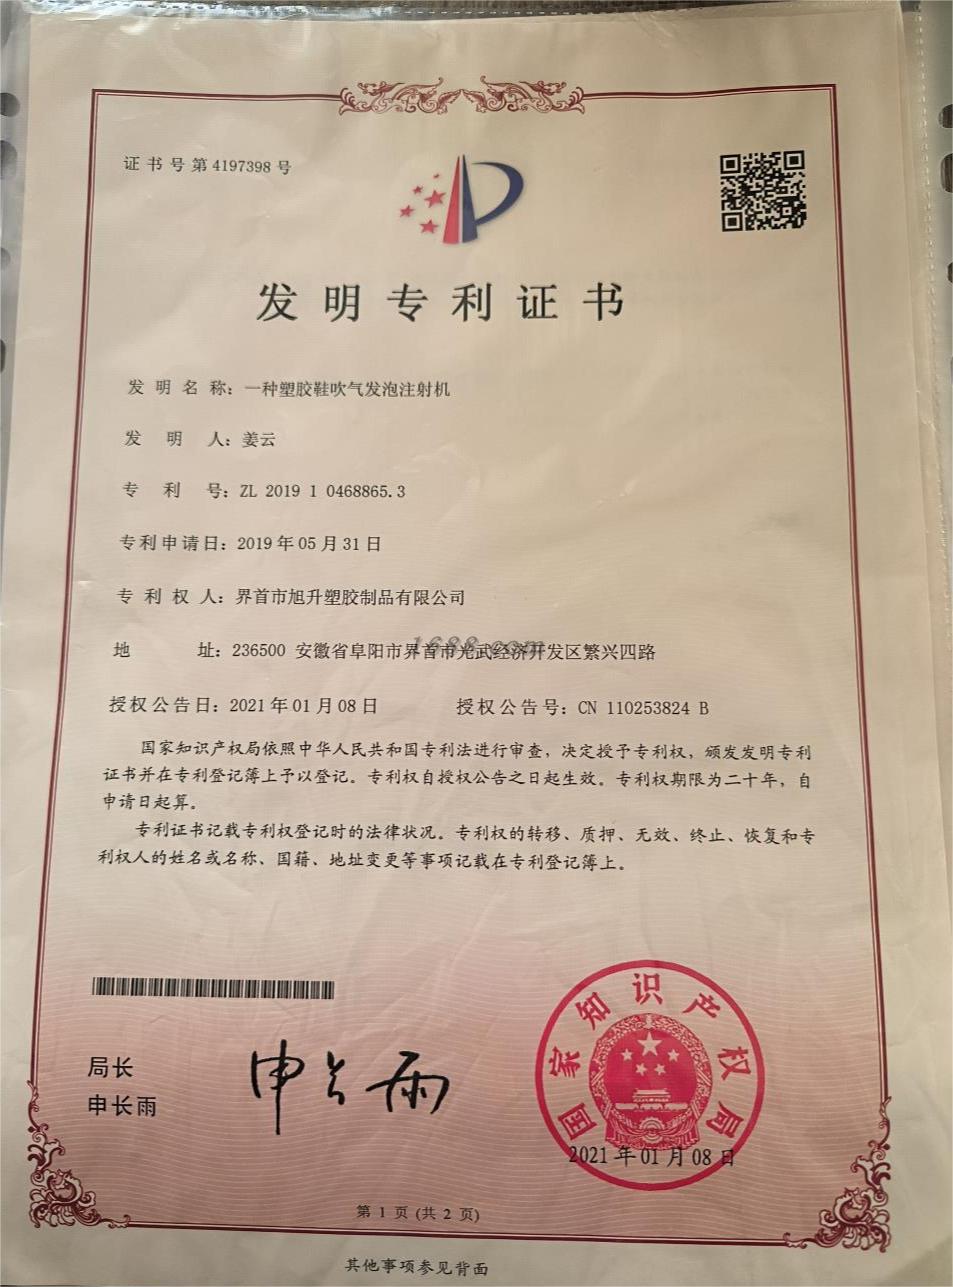 证书号第4197398号
发明专利证书
发明名称：一种塑胶鞋吹气发泡注射机
发明人：姜云
专利号：ZL 2019 1 0468865.3
专利申请日：2019年05月31日
专利权人：界首市旭升塑胶制品有限公司
地址：236500 安徽省阜阳市界首市光武经济开发区繁兴四路
1688.com
授权公告日：2021年01月08日 授权公告号：CN 110253824 B
国家知识产权局依照中华人民共和国专利法进行审查，决定授予专利权，颁发发明专利
证书并在专利登记簿上予以登记。专利权自授权公告之日起生效。专利权期限为二十年，自
申请日起算。
专利证书记载专利权登记时的法律状况。专利权的转移、质押、无效、终止、恢复和专
利权人的姓名或名称、国籍、地址变更等事项记载在专利登记簿上。
局长
申长雨
申长雨
国家知识产权局
2021年01月08日
第 1 页 (共 2 页)
其他事项参见背面